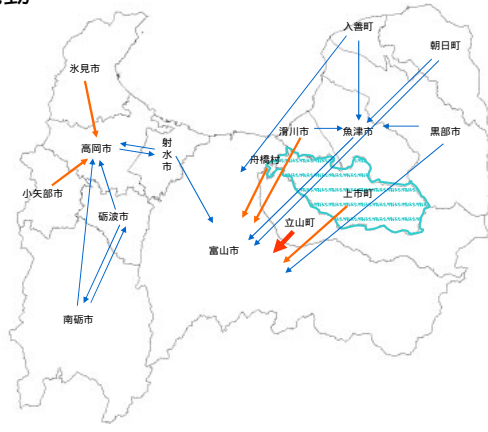 入善町
朝日町
氷見市
滑川市
魚津市
黒部市
射水市
高岡市
舟橋村
小矢部市
上市町
砺波市
立山町
富山市
南砺市